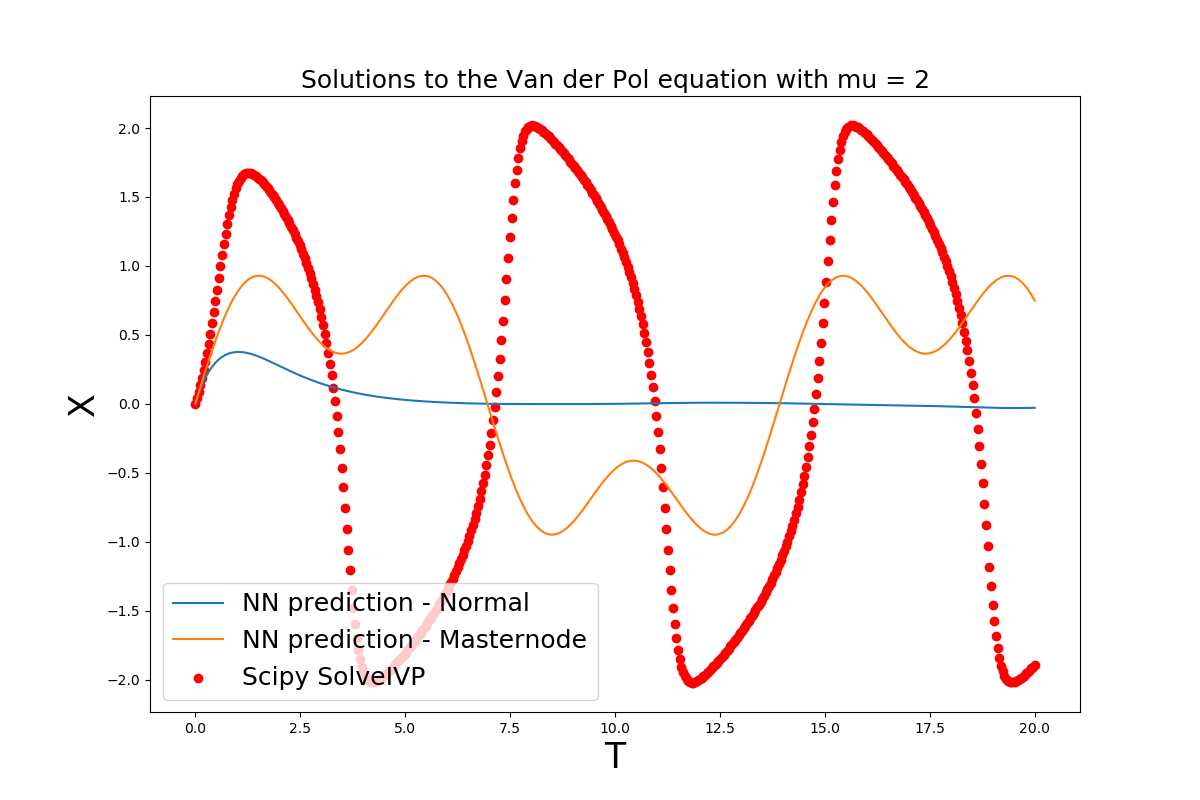 Solutions to the Van der Pol equation with mu = 2
X
2.0
1.5
1.0
0.5
0.0
−0.5
−1.0
−1.5
−2.0
NN prediction - Normal
NN prediction - Masternode
Scipy SolveIVP
0.0 2.5 5.0 7.5 10.0 12.5 15.0 17.5 20.0
T